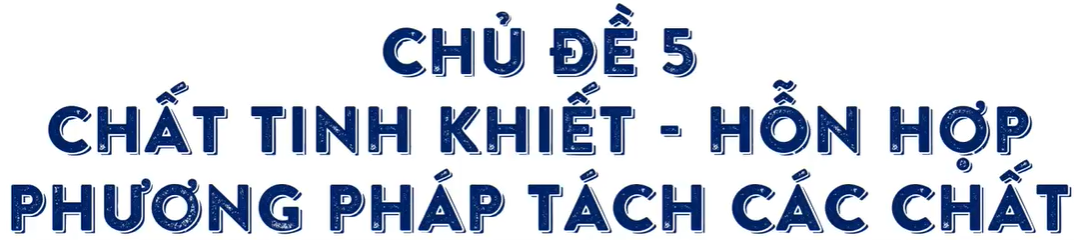 CHỦ ĐỀ 5
CHẤT TINH KHIẾT - HỖN HỢP
PHƯƠNG PHÁP TÁCH CÁC CHẤT